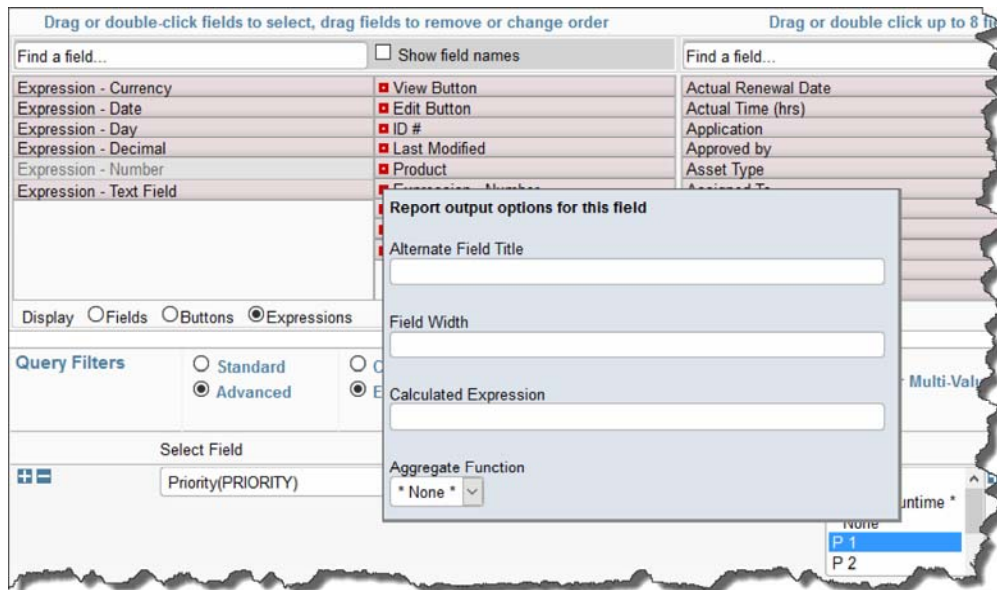 Drag or double-click fields to select, drag fields to remove or change order
Drag or double click up to 8
Find a field...
Show field names
Find a field...
Expression - Currency
Expression - Date
Expression - Day
Expression - Decimal
Expression - Number
Expression - Text Field
View Button
Edit Button
ID #
Last Modified
Product
Expression - Number
Actual Renewal Date
Actual Time (hrs)
Application
Approved by
Asset Type
Assigned To
Report output options for this field
Alternate Field Title
Field Width
Calculated Expression
Aggregate Function
* None *
Display Fields Buttons Expressions
Query Filters
Standard
Advanced
Multi-Valu
Select Field
Priority(PRIORITY)
untime *
None
P 1
P 2